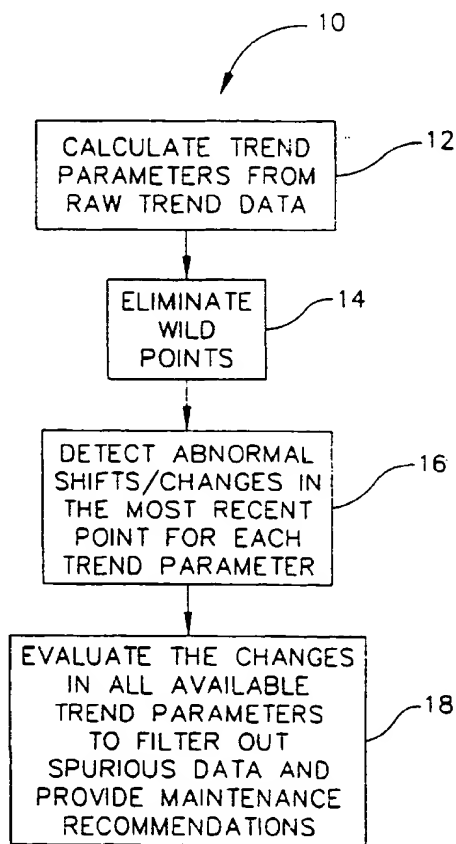 10
CALCULATE TREND
PARAMETERS FROM
RAW TREND DATA
12
ELIMINATE
WILD
POINTS
14
DETECT ABNORMAL
SHIFTS/CHANGES IN
THE MOST RECENT
POINT FOR EACH
TREND PARAMETER
16
EVALUATE THE CHANGES
IN ALL AVAILABLE
TREND PARAMETERS
TO FILTER OUT
SPURIOUS DATA AND
PROVIDE MAINTENANCE
RECOMMENDATIONS
18